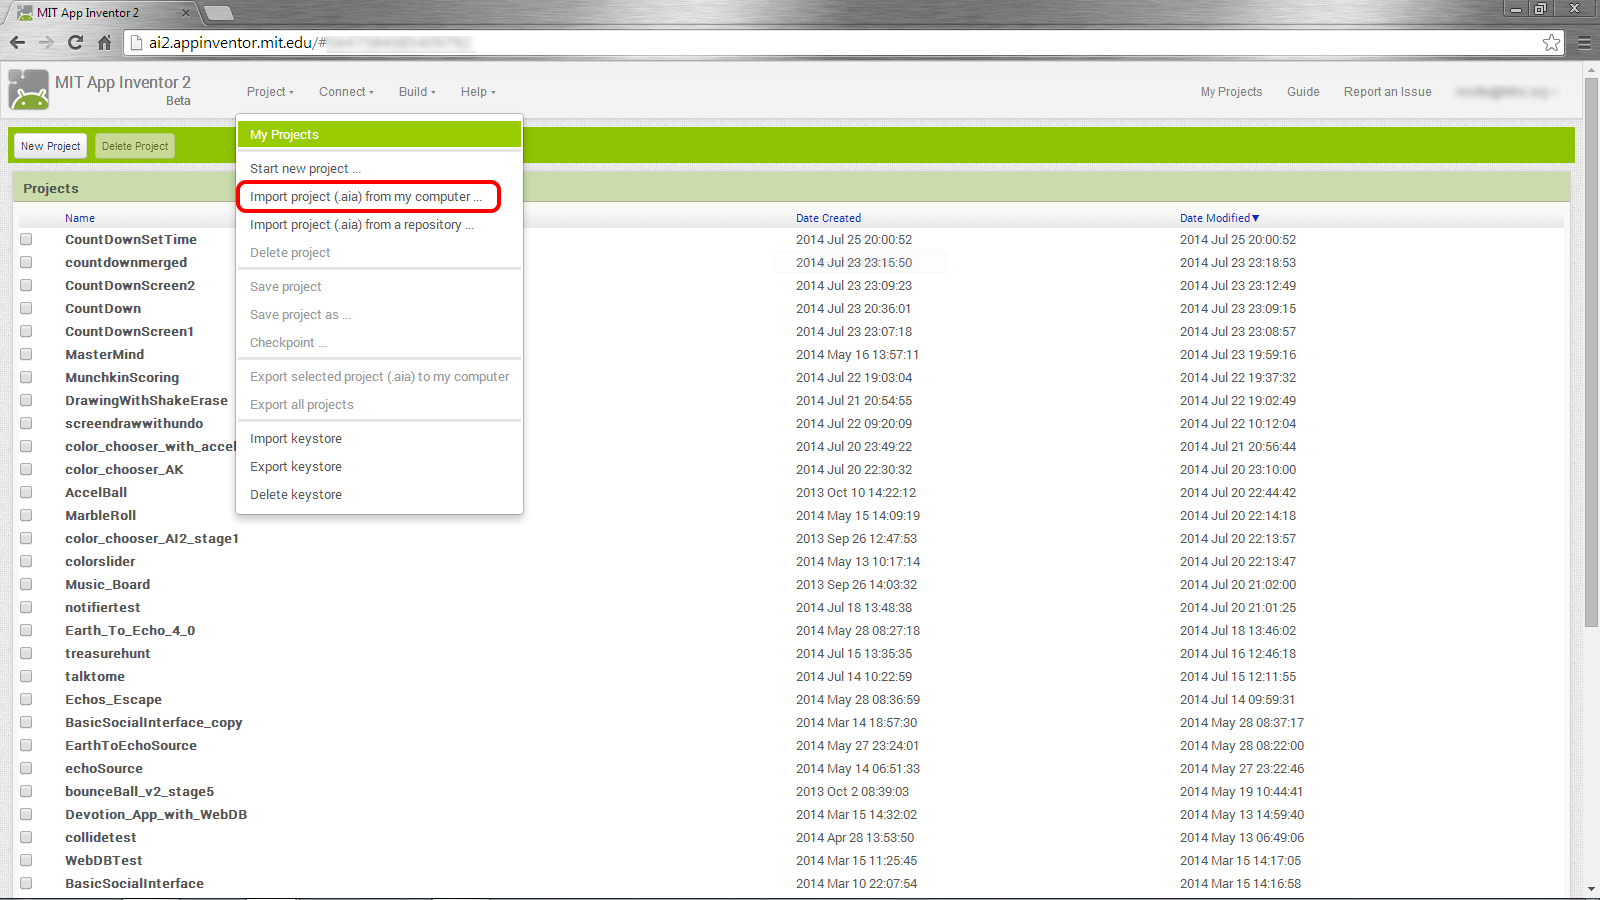 MIT App Inventor 2
ai2.appinventor.mit.edu/#
MIT App Inventor 2
Beta
Project Connect Build Help My Projects Guide Report an Issue
New Project Delete Project
My Projects
Start new project ...
Import project (.aia) from my computer ...
Import project (.aia) from a repository ...
Delete project
Save project
Save project as ...
Checkpoint ...
Export selected project (.aia) to my computer
Export all projects
Import keystore
Export keystore
Delete keystore
Projects
Name Date Created Date Modified▼
CountDownSetTime 2014 Jul 25 20:00:52 2014 Jul 25 20:00:52
countdownmerged 2014 Jul 23 23:15:50 2014 Jul 23 23:18:53
CountDownScreen2 2014 Jul 23 23:09:23 2014 Jul 23 23:12:49
CountDown 2014 Jul 23 20:36:01 2014 Jul 23 23:09:15
CountDownScreen1 2014 Jul 23 23:07:18 2014 Jul 23 23:08:57
MasterMind 2014 May 16 13:57:11 2014 Jul 23 19:59:16
MunchkinScoring 2014 Jul 22 19:03:04 2014 Jul 22 19:37:32
DrawingWithShakeErase 2014 Jul 21 20:54:55 2014 Jul 22 19:02:49
screendrawwithundo 2014 Jul 22 09:20:09 2014 Jul 22 10:12:04
color_chooser_with_accel 2014 Jul 20 23:49:22 2014 Jul 21 20:56:44
color_chooser_AK 2014 Jul 20 22:30:32 2014 Jul 20 23:10:00
AccelBall 2013 Oct 10 14:22:12 2014 Jul 20 22:44:42
MarbleRoll 2014 May 15 14:09:19 2014 Jul 20 22:14:18
color_chooser_AI2_stage1 2013 Sep 26 12:47:53 2014 Jul 20 22:13:57
colorslider 2014 May 13 10:17:14 2014 Jul 20 22:13:47
Music_Board 2013 Sep 26 14:03:32 2014 Jul 20 21:02:00
notifiertest 2014 Jul 18 13:48:38 2014 Jul 20 21:01:25
Earth_To_Echo_4_0 2014 May 28 08:27:18 2014 Jul 18 13:46:02
treasurehunt 2014 Jul 15 13:35:35 2014 Jul 16 12:46:18
talktome 2014 Jul 14 10:22:59 2014 Jul 15 12:11:55
Echos_Escape 2014 May 28 08:36:59 2014 Jul 14 09:59:31
BasicSocialInterface_copy 2014 Mar 14 18:57:30 2014 May 28 08:37:17
EarthToEchoSource 2014 May 27 23:24:01 2014 May 28 08:22:00
echoSource 2014 May 14 06:51:33 2014 May 27 23:22:46
bounceBall_v2_stage5 2013 Oct 2 08:39:03 2014 May 19 10:44:41
Devotion_App_with_WebDB 2014 Mar 15 14:32:02 2014 May 13 14:59:40
collidetest 2014 Apr 28 13:53:50 2014 May 13 06:49:06
WebDBTest 2014 Mar 15 11:25:45 2014 Mar 15 14:17:05
BasicSocialInterface 2014 Mar 10 22:07:54 2014 Mar 15 14:16:58